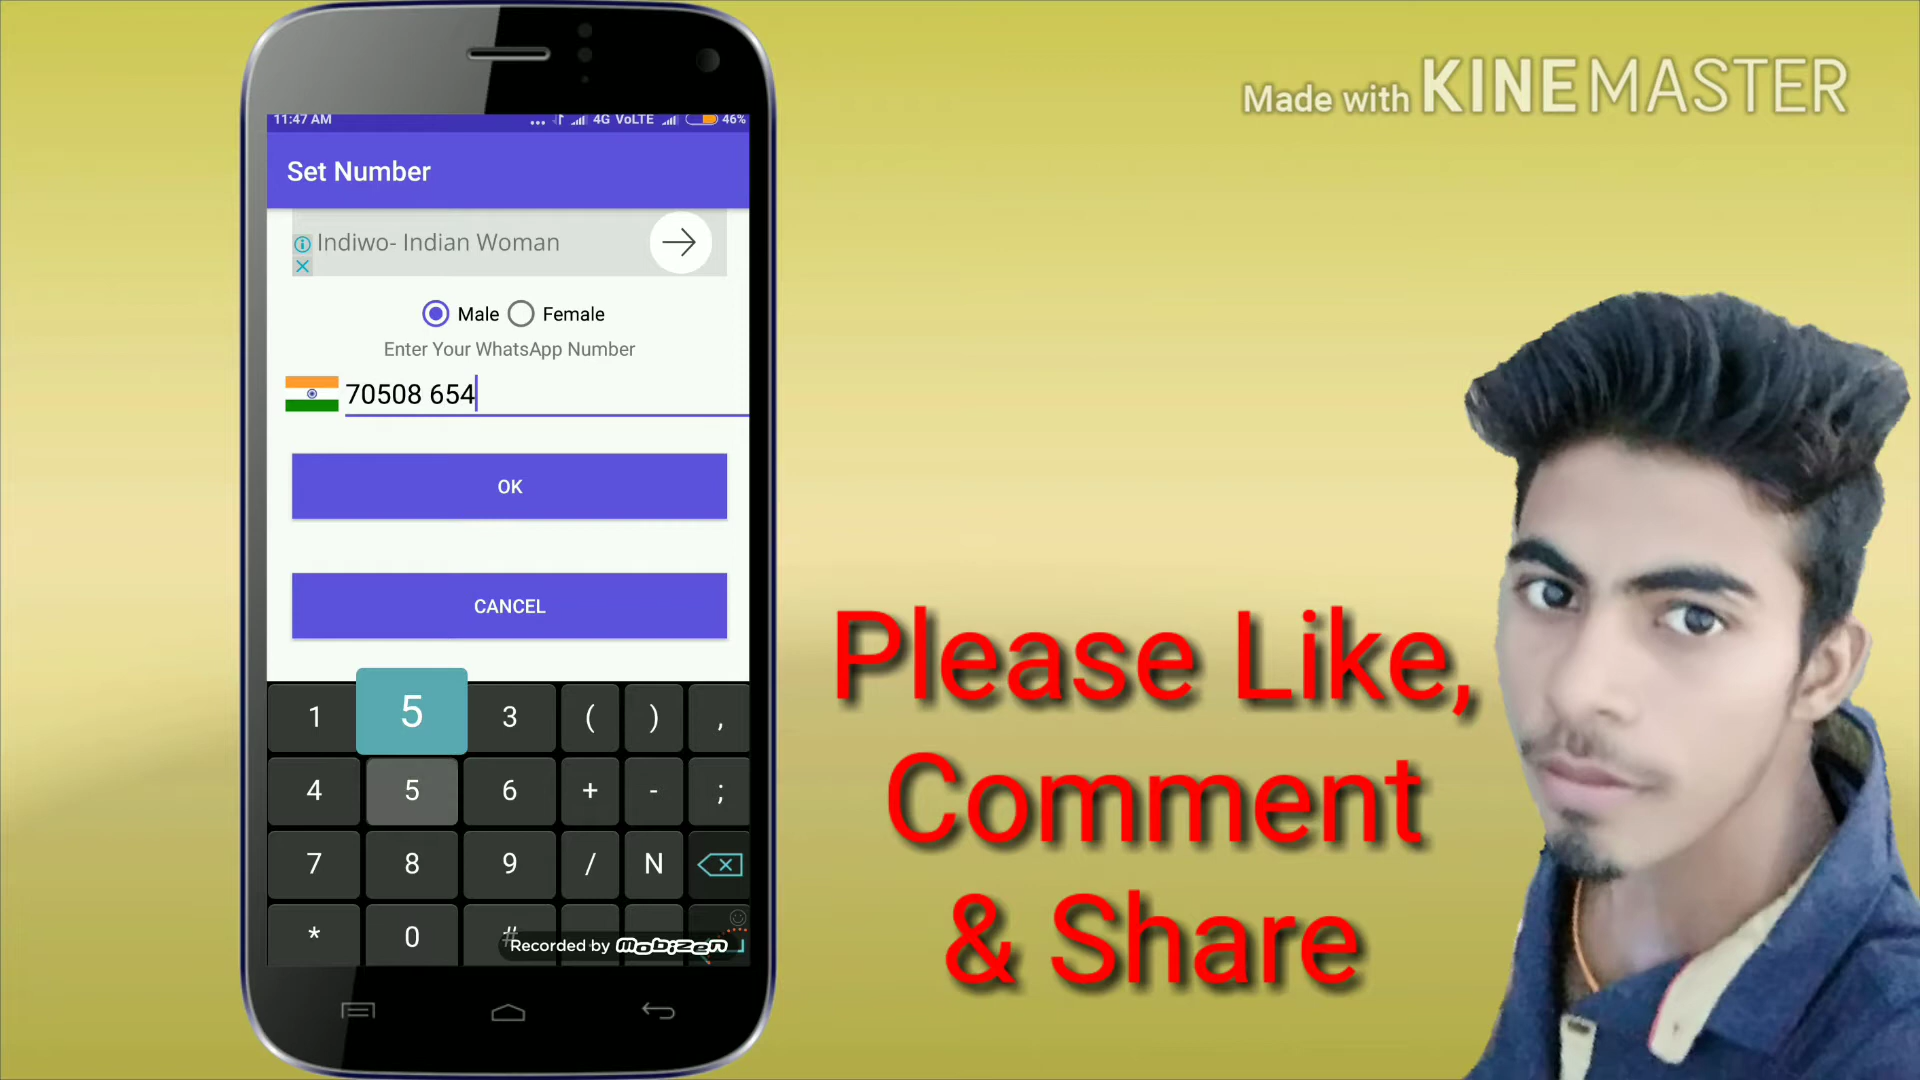 Made with KINEMASTER
11:47 AM ... 4G VoLTE 46%
Set Number
Indiwo- Indian Woman
Male Female
Enter Your WhatsApp Number
70508 654
OK
CANCEL
5
1 3 ( ) ,
4 5 6 + - ;
7 8 9 / N
* 0 #
Recorded by mobizen
Please Like,
Comment
& Share